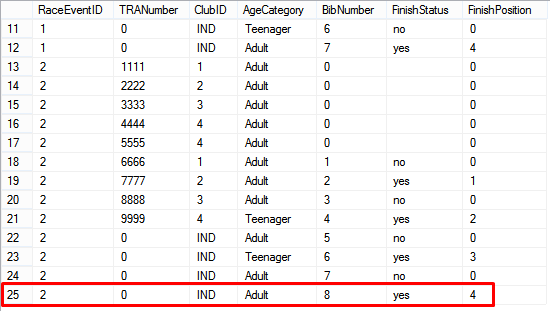 RaceEventID TRANumber ClubID AgeCategory BibNumber FinishStatus FinishPosition
11 1 0 IND Teenager 6 no 0
12 1 0 IND Adult 7 yes 4
13 2 1111 1 Adult 0 0
14 2 2222 2 Adult 0 0
15 2 3333 3 Adult 0 0
16 2 4444 4 Adult 0 0
17 2 5555 4 Adult 0 0
18 2 6666 1 Adult 1 no 0
19 2 7777 2 Adult 2 yes 1
20 2 8888 3 Adult 3 no 0
21 2 9999 4 Teenager 4 yes 2
22 2 0 IND Adult 5 no 0
23 2 0 IND Teenager 6 yes 3
24 2 0 IND Adult 7 no 0
25 2 0 IND Adult 8 yes 4